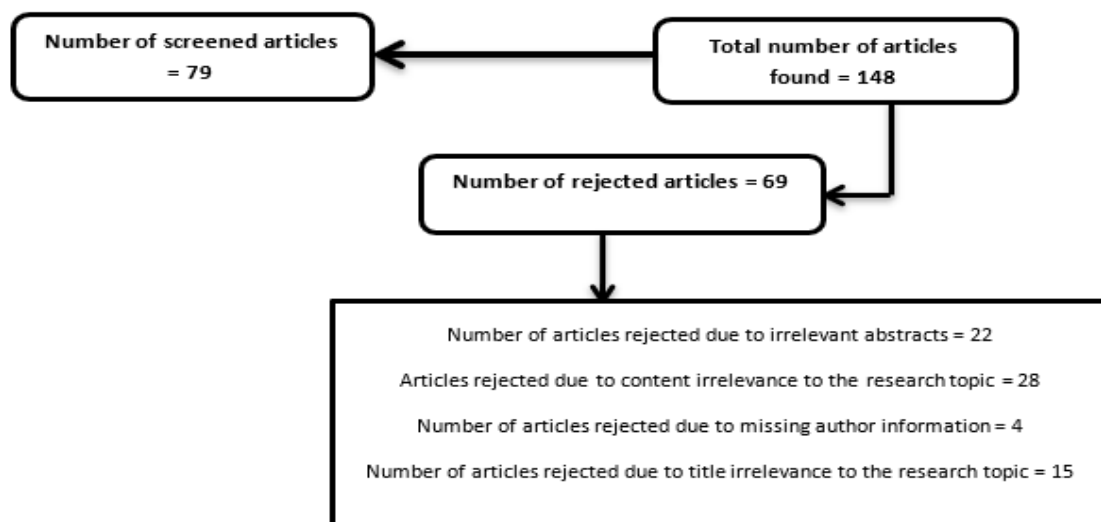 Number of screened articles
= 79
Total number of articles
found = 148
Number of rejected articles = 69
Number of articles rejected due to irrelevant abstracts = 22
Articles rejected due to content irrelevance to the research topic = 28
Number of articles rejected due to missing author information = 4
Number of articles rejected due to title irrelevance to the research topic = 15